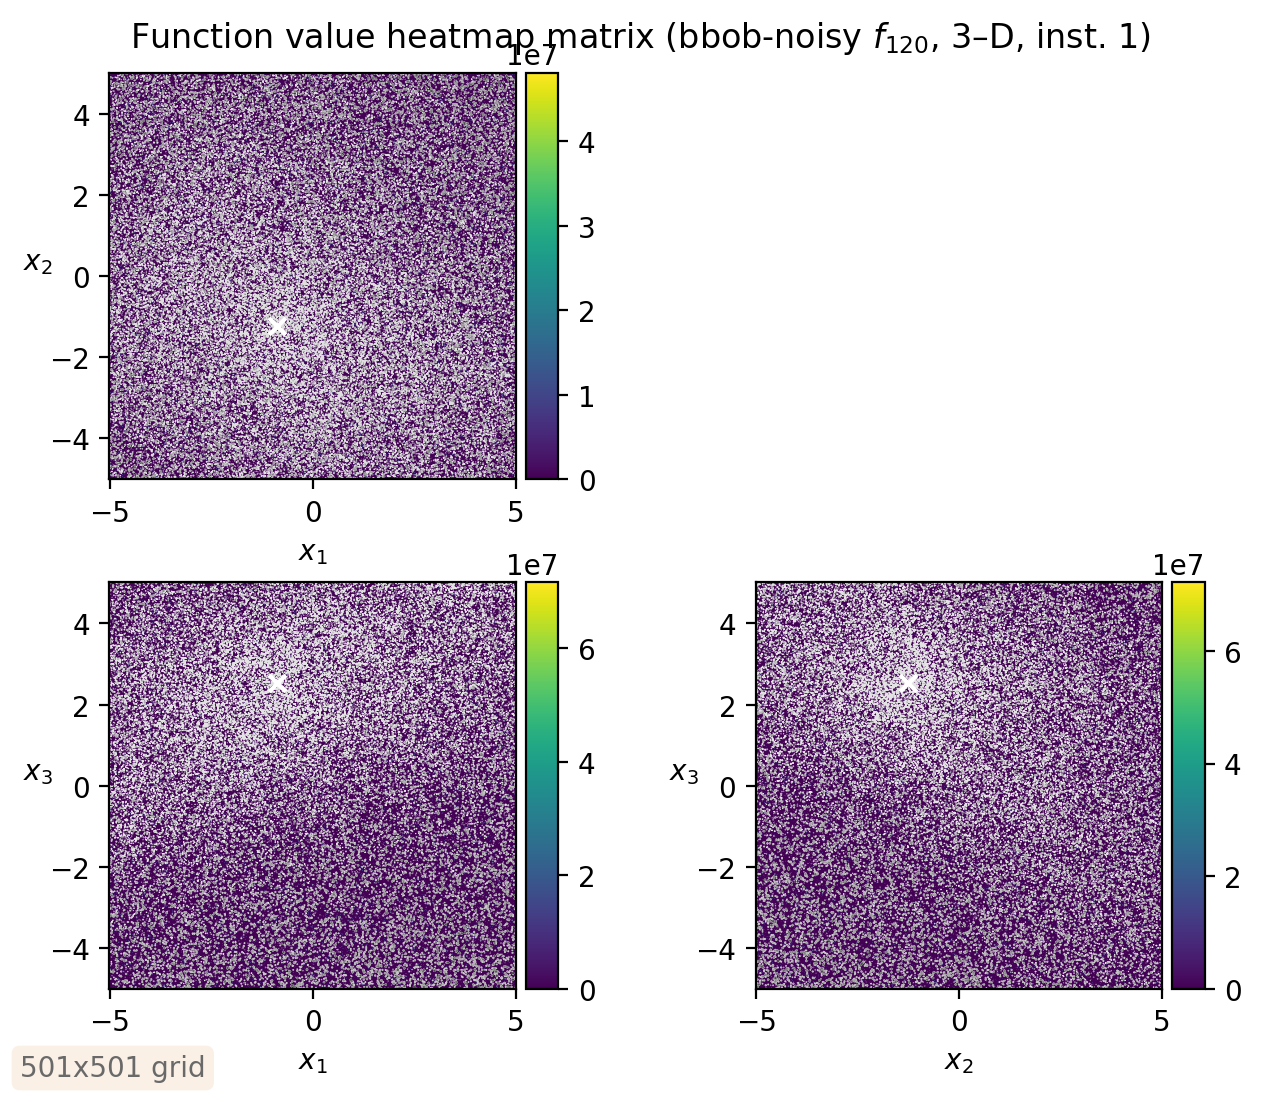 Function value heatmap matrix (bbob-noisy f₁₂₀, 3–D, inst. 1)
1e7
4
2
0
−2
−4
x₂
−5 0 5
x₁
4
3
2
1
0
1e7
4
2
0
−2
−4
x₃
−5 0 5
x₁
6
4
2
0
1e7
4
2
0
−2
−4
x₃
−5 0 5
x₂
6
4
2
0
501x501 grid